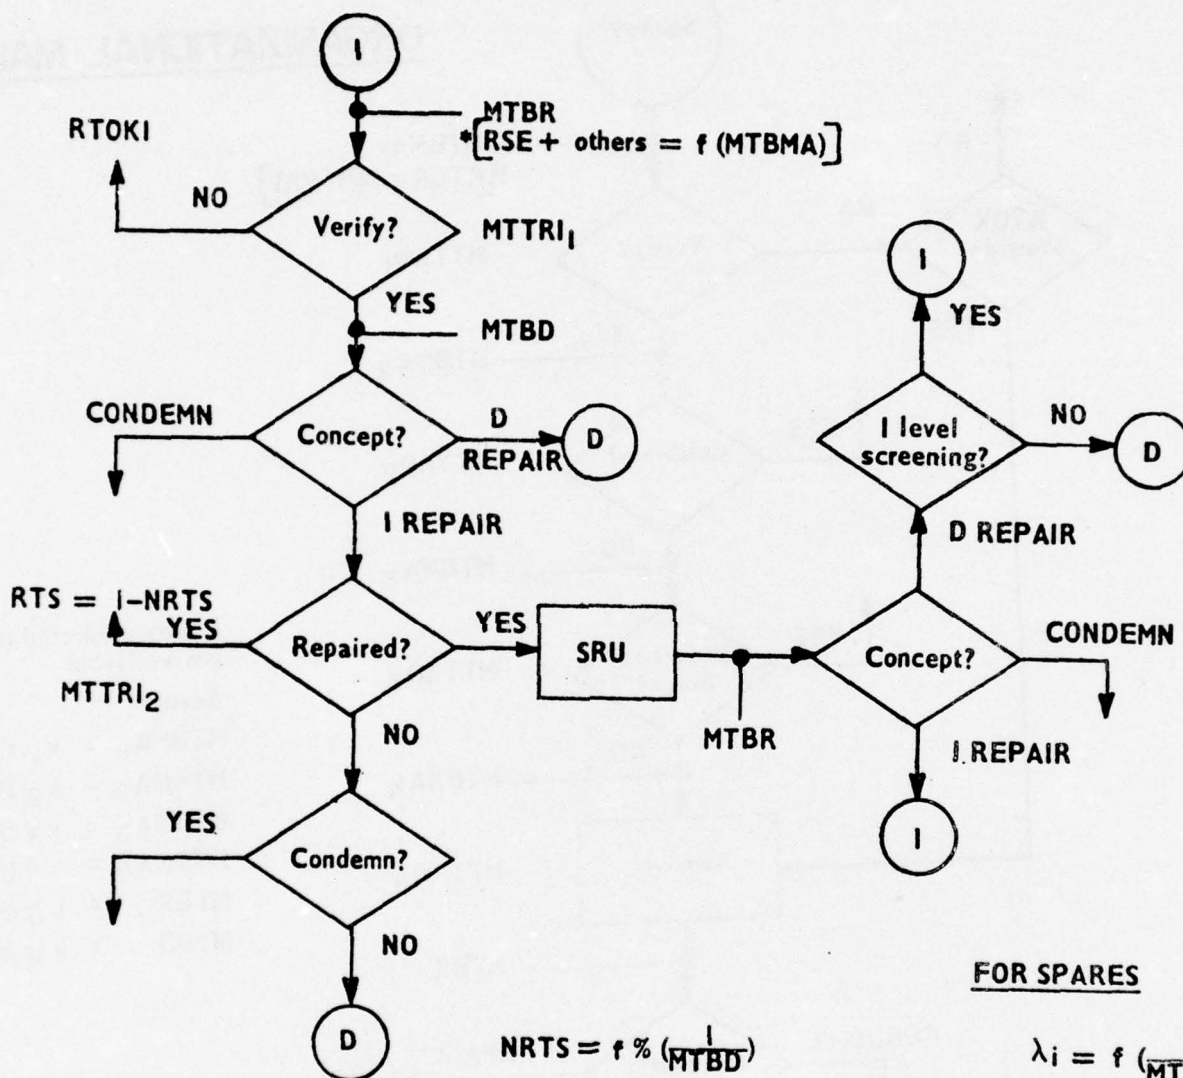 I
MTBR
*[RSE + others = f (MTBMA)]
RTOKI
NO
Verify?
MTTRI₁
YES
MTBD
CONDEMN
Concept?
D
REPAIR
D
I REPAIR
RTS = 1-NRTS
YES
MTTRI₂
Repaired?
YES
SRU
MTBR
NO
YES
Condemn?
NO
D
I
YES
I level
screening?
NO
D
D REPAIR
Concept?
CONDEMN
I REPAIR
I
FOR SPARES
NRTS = f % (1/MTBD)
λi = f (